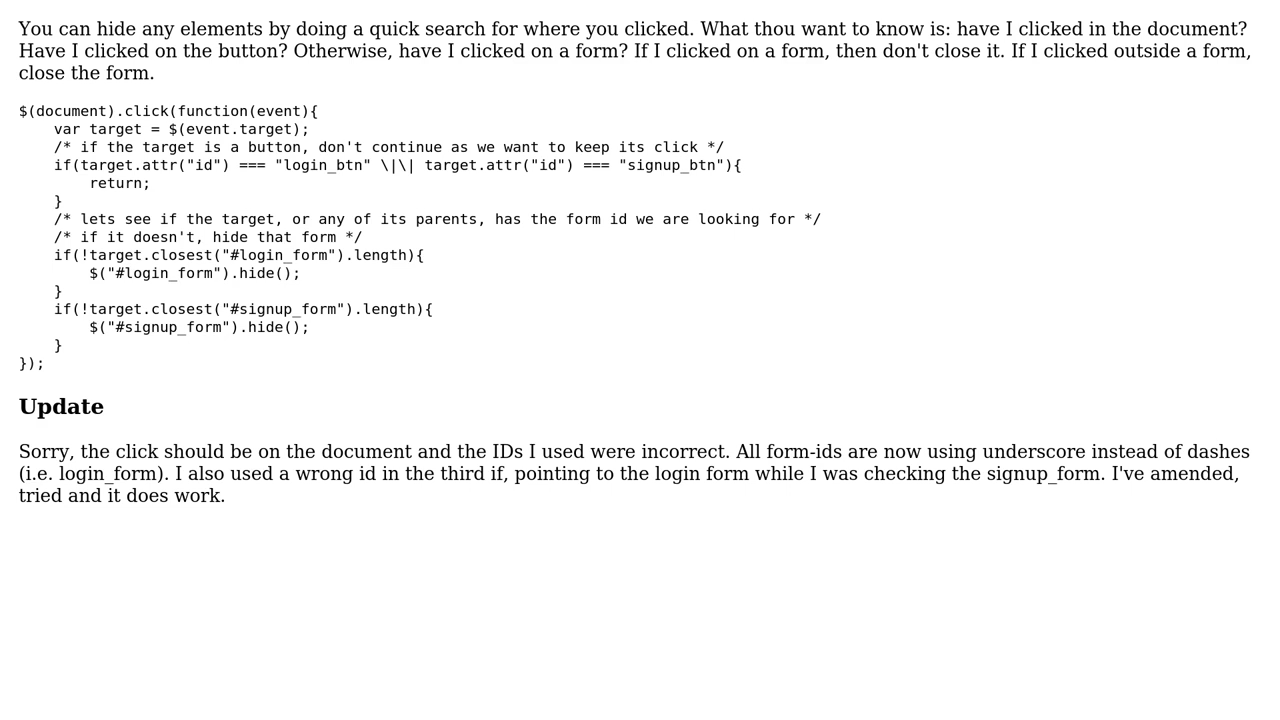 You can hide any elements by doing a quick search for where you clicked. What thou want to know is: have I clicked in the document?
Have I clicked on the button? Otherwise, have I clicked on a form? If I clicked on a form, then don't close it. If I clicked outside a form,
close the form.
$(document).click(function(event){
    var target = $(event.target);
    /* if the target is a button, don't continue as we want to keep its click */
    if(target.attr("id") === "login_btn" \|\| target.attr("id") === "signup_btn"){
        return;
    }
    /* lets see if the target, or any of its parents, has the form id we are looking for */
    /* if it doesn't, hide that form */
    if(!target.closest("#login_form").length){
        $("#login_form").hide();
    }
    if(!target.closest("#signup_form").length){
        $("#signup_form").hide();
    }
});
Update
Sorry, the click should be on the document and the IDs I used were incorrect. All form-ids are now using underscore instead of dashes
(i.e. login_form). I also used a wrong id in the third if, pointing to the login form while I was checking the signup_form. I've amended,
tried and it does work.